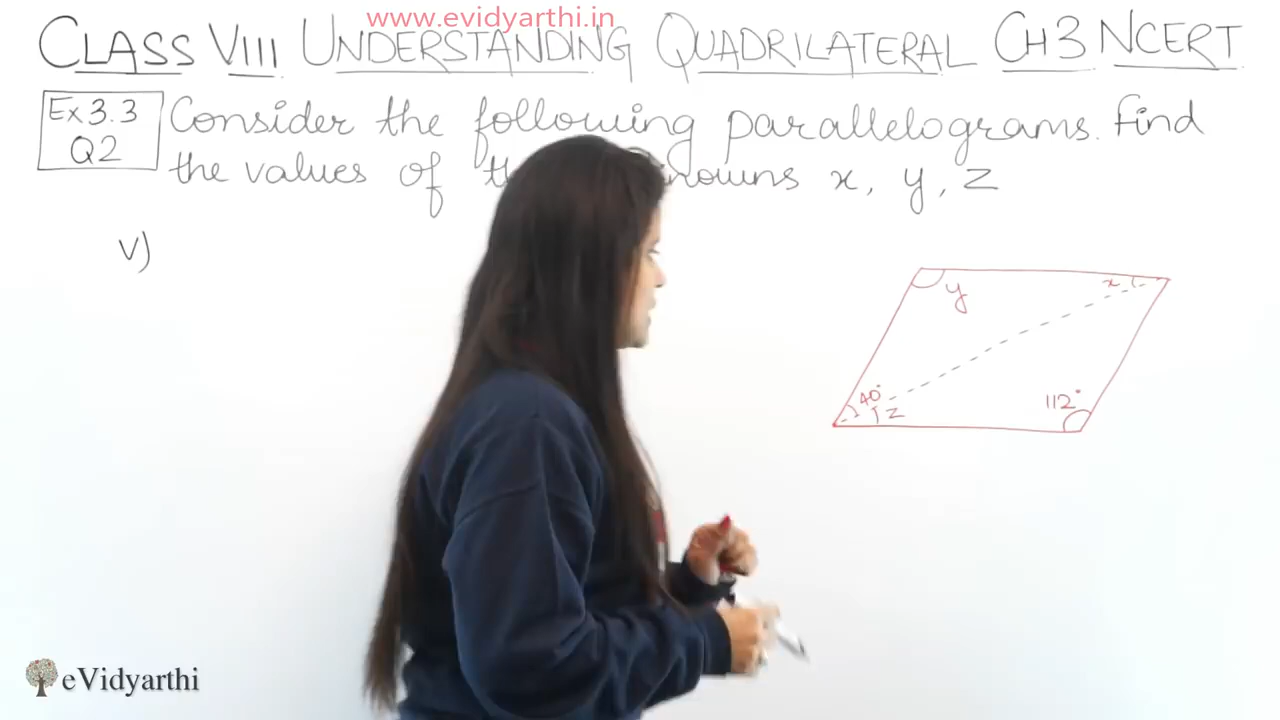 www.evidyarthi.in
CLASS VIII UNDERSTANDING QUADRILATERAL CH3 NCERT
Ex 3.3
Q2
Consider the following parallelograms. Find
the values of x, y, z
v)
y
x
40°
z
112°
eVidyarthi